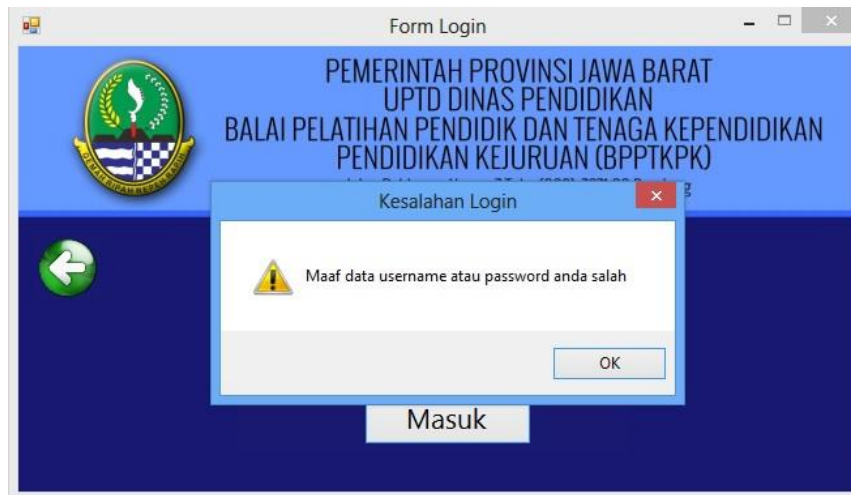 Form Login
PEMERINTAH PROVINSI JAWA BARAT
UPTD DINAS PENDIDIKAN
BALAI PELATIHAN PENDIDIK DAN TENAGA KEPENDIDIKAN
PENDIDIKAN KEJURUAN (BPPTKPK)
Kesalahan Login
Maaf data username atau password anda salah
OK
Masuk